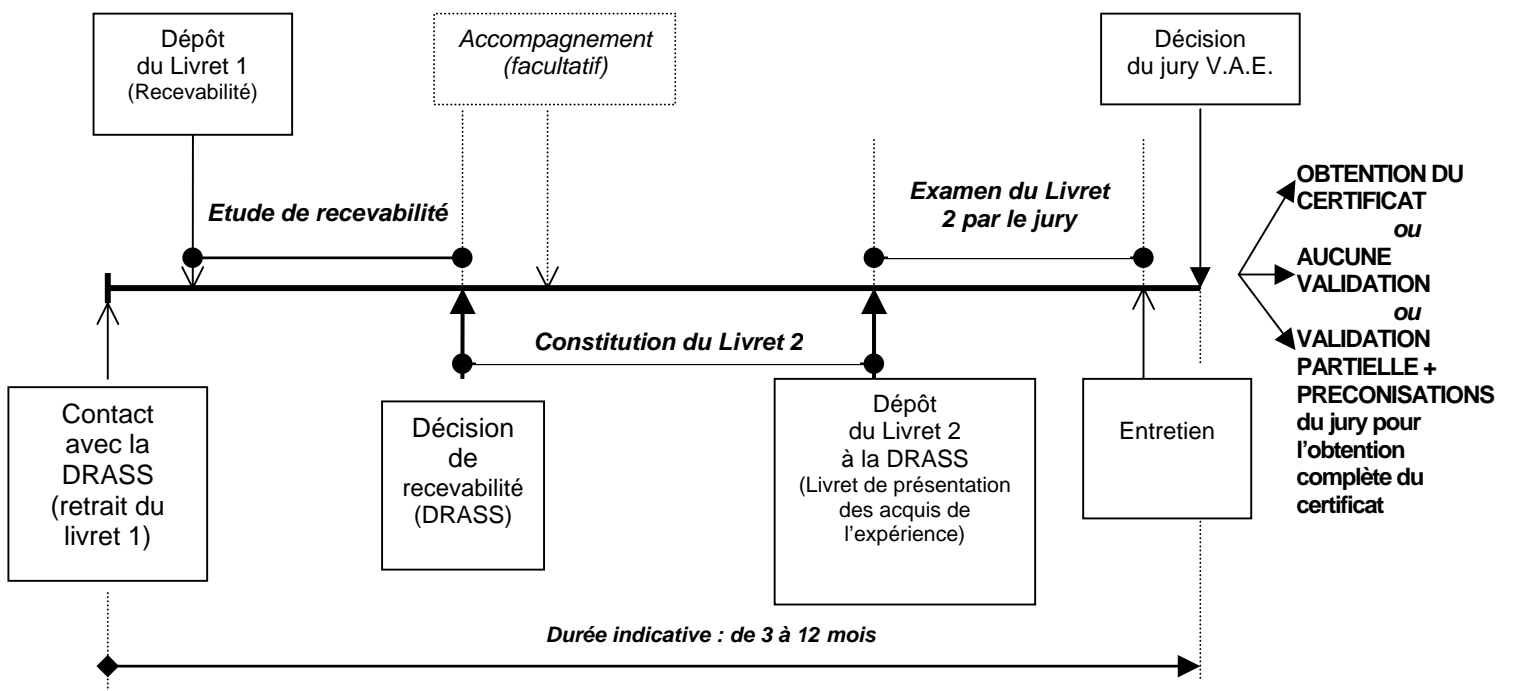 Dépôt
du Livret 1
(Recevabilité)
Accompagnement
(facultatif)
Décision
du jury V.A.E.
Etude de recevabilité
Examen du Livret
2 par le jury
OBTENTION DU
CERTIFICAT
ou
AUCUNE
VALIDATION
ou
VALIDATION
PARTIELLE +
PRECONISATIONS
du jury pour
l'obtention
complète du
certificat
Constitution du Livret 2
Contact
avec la
DRASS
(retrait du
livret 1)
Décision
de
recevabilité
(DRASS)
Dépôt
du Livret 2
à la DRASS
(Livret de présentation
des acquis de
l'expérience)
Entretien
Durée indicative : de 3 à 12 mois